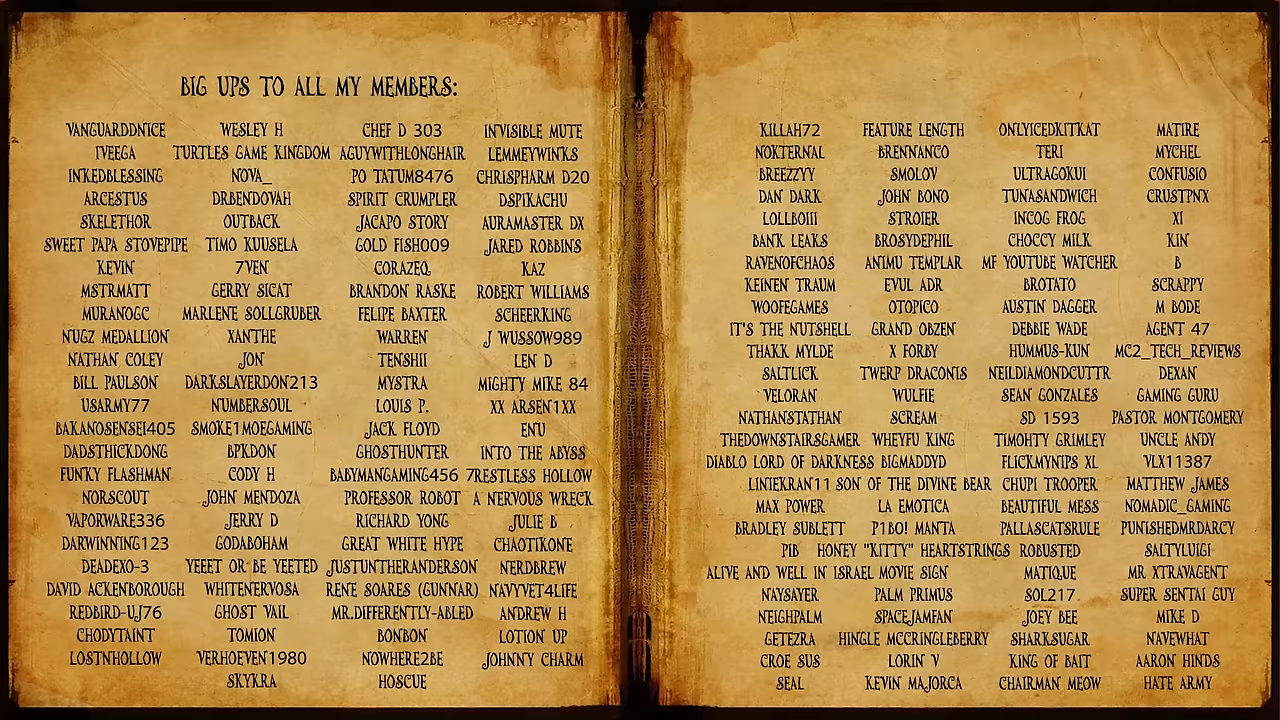 BIG UPS TO ALL MY MEMBERS:
VANGUARDDNICE WESLEY H CHEF D 303 INVISIBLE MUTE
IVEEGA TURTLES GAME KINGDOM AGUYWITHLONGHAIR LEMMEYWINKS
INKEDBLESSING NOVA_ PO TATUM8476 CHRISPHARM D20
ARCESTUS DRBENDOVAH SPIRIT CRUMPLER DSPIKACHU
SKELETHOR OUTBACK JACAPO STORY AURAMASTER DX
SWEET PAPA STOVEPIPE TIMO KUUSELA GOLD FISH009 JARED ROBBINS
KEVIN 7VEN CORAZEQ KAZ
MSTRMATT GERRY SICAT BRANDON RASKE ROBERT WILLIAMS
MURANOGC MARLENE SOLLGRUBER FELIPE BAXTER SCHEERKING
NUGZ MEDALLION XANTHE WARREN J WUSSOW989
NATHAN COLEY JON TENSHII LEN D
BILL PAULSON DARKSLAYERDON213 MYSTRA MIGHTY MIKE 84
USARMY77 NUMBERSOUL LOUIS P. XX ARSEN1XX
BAKANOSENSEI405 SMOKE1MOEGAMING JACK FLOYD ENU
DADSTHICKDONG BPKDON GHOSTHUNTER INTO THE ABYSS
FUNKY FLASHMAN CODY H BABYMANGAMING456 7RESTLESS HOLLOW
NORSCOUT JOHN MENDOZA PROFESSOR ROBOT A NERVOUS WRECK
VAPORWARE336 JERRY D RICHARD YONG JULIE B
DARWINNING123 GODABOHAM GREAT WHITE HYPE CHAOTIKONE
DEADEXO-3 YEEET OR BE YEETED JUSTUNTHERANDERSON NERDBREW
DAVID ACKENBOROUGH WHITENERVOSA RENE SOARES (GUNNAR) NAVYVET4LIFE
REDBIRD-UJ76 GHOST VAIL MR.DIFFERENTLY-ABLED ANDREW H
CHODYTAINT TOMION BONBON LOTION UP
LOSTNHOLLOW VERHOEVEN1980 NOWHERE2BE JOHNNY CHARM
SKYKRA HOSCUE
KILLAH72 FEATURE LENGTH ONLYICEDKITKAT MATIRE
NOKTERNAL BRENNANCO TERI MYCHEL
BREEZZYY SMOLOV ULTRAGOKUI CONFUSIO
DAN DARK JOHN BONO TUNASANDWICH CRUSTPNX
LOLLBOIII STROIER INCOG FROG XI
BANK LEAKS BROSYDEPHIL CHOCCY MILK KIN
RAVENOFCHAOS ANIMU TEMPLAR MF YOUTUBE WATCHER B
KEINEN TRAUM EVUL ADR BROTATO SCRAPPY
WOOFEGAMES OTOPICO AUSTIN DAGGER M BODE
IT'S THE NUTSHELL GRAND OBZEN DEBBIE WADE AGENT 47
THAKK MYLDE X FORBY HUMMUS-KUN MC2_TECH_REVIEWS
SALTLICK TWERP DRACONIS NEILDIAMONDCUTTR DEXAN
VELORAN WULFIE SEAN GONZALES GAMING GURU
NATHANSTATHAN SCREAM SD 1593 PASTOR MONTGOMERY
THEDOWNSTAIRSGAMER WHEYFU KING TIMOHTY GRIMLEY UNCLE ANDY
DIABLO LORD OF DARKNESS BIGMADDYD FLICKMYNIPS XL VLX11387
LINIEKRAN11 SON OF THE DIVINE BEAR CHUPI TROOPER MATTHEW JAMES
MAX POWER LA EMOTICA BEAUTIFUL MESS NOMADIC_GAMING
BRADLEY SUBLETT P1BO! MANTA PALLASCATSRULE PUNISHEDMRDARCY
PIB HONEY "KITTY" HEARTSTRINGS ROBUSTED SALTYLUIGI
ALIVE AND WELL IN ISRAEL MOVIE SIGN MATIQUE MR XTRAVAGENT
NAYSAYER PALM PRIMUS SOL217 SUPER SENTAI GUY
NEIGHPALM SPACEJAMFAN JOEY BEE MIKE D
GETEZRA HINGLE MCCRINGLEBERRY SHARKSUGAR NAVEWHAT
CROE SUS LORIN V KING OF BAIT AARON HINDS
SEAL KEVIN MAJORCA CHAIRMAN MEOW HATE ARMY